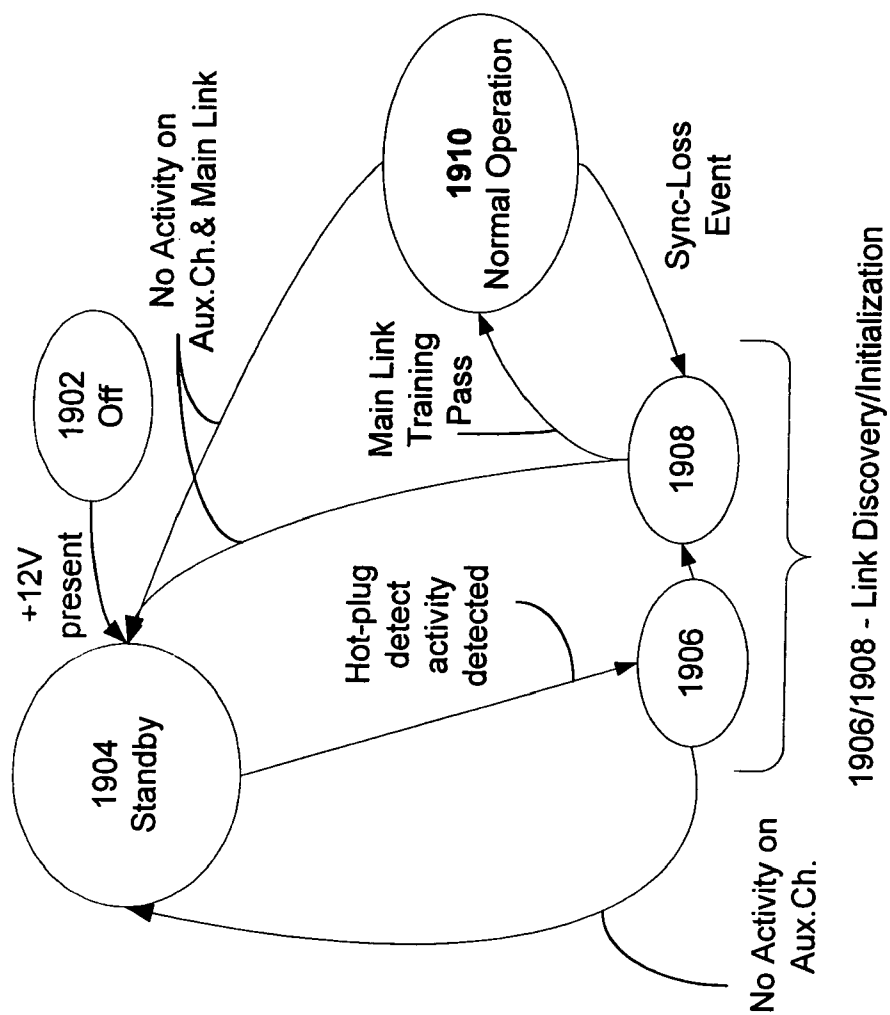 1902
Off
+12V
present
1904
Standby
No Activity on
Aux.Ch.& Main Link
1910
Normal Operation
Main Link
Training
Pass
Sync-Loss
Event
Hot-plug
detect
activity
detected
1906
1908
No Activity on
Aux.Ch.
1906/1908 - Link Discovery/Initialization